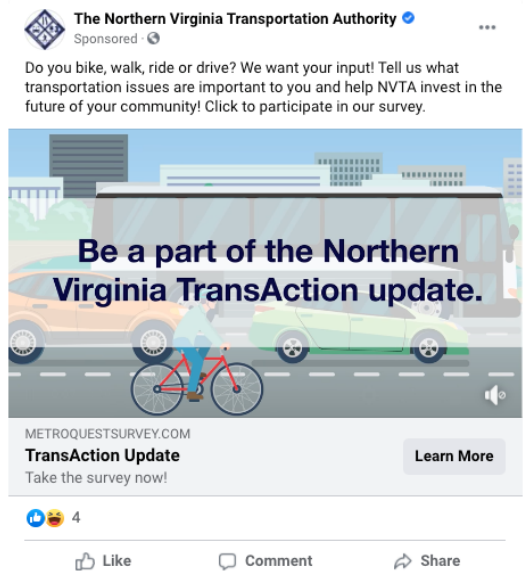 The Northern Virginia Transportation Authority
Sponsored ·
Do you bike, walk, ride or drive? We want your input! Tell us what
transportation issues are important to you and help NVTA invest in the
future of your community! Click to participate in our survey.
Be a part of the Northern
Virginia TransAction update.
METROQUESTSURVEY.COM
TransAction Update
Take the survey now!
Learn More
4
Like
Comment
Share